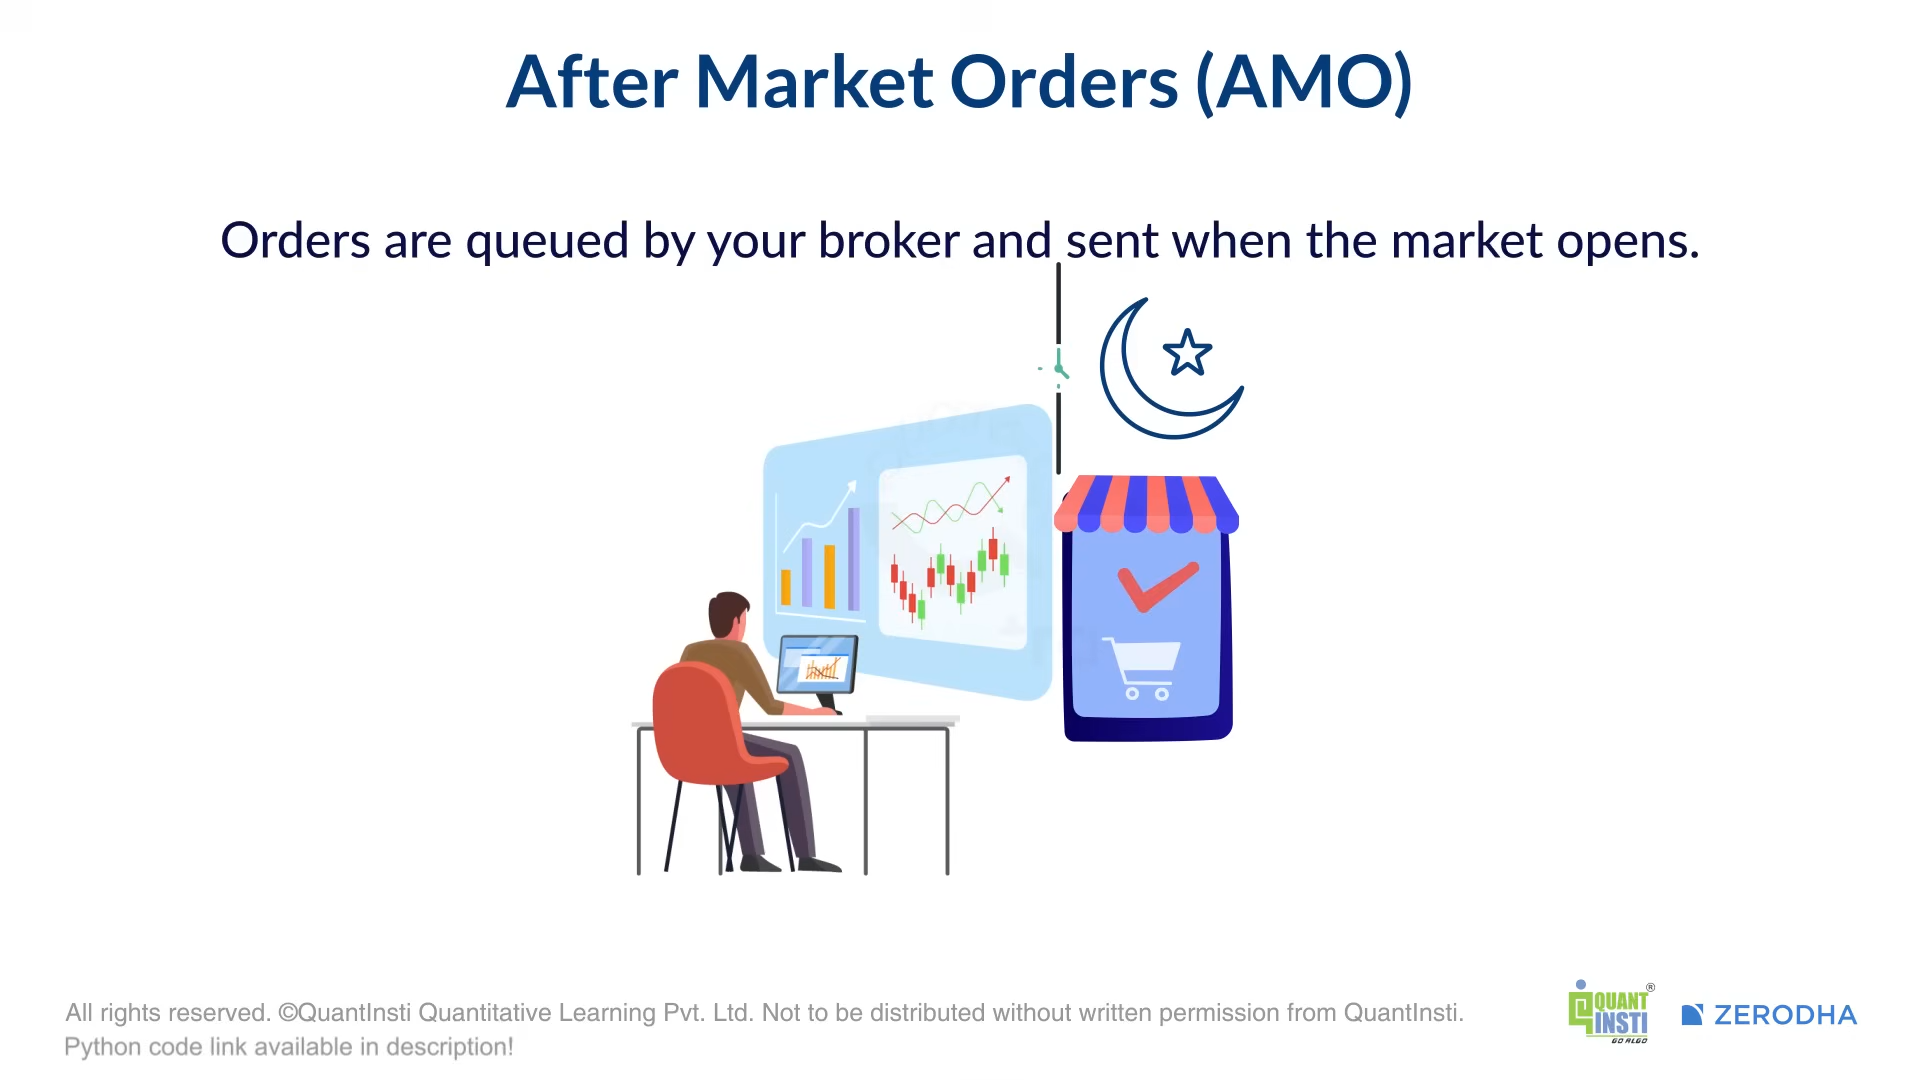 After Market Orders (AMO)
Orders are queued by your broker and sent when the market opens.
All rights reserved. ©QuantInsti Quantitative Learning Pvt. Ltd. Not to be distributed without written permission from QuantInsti.
Python code link available in description!
QUANT®
INSTI
GO ALGO
ZERODHA